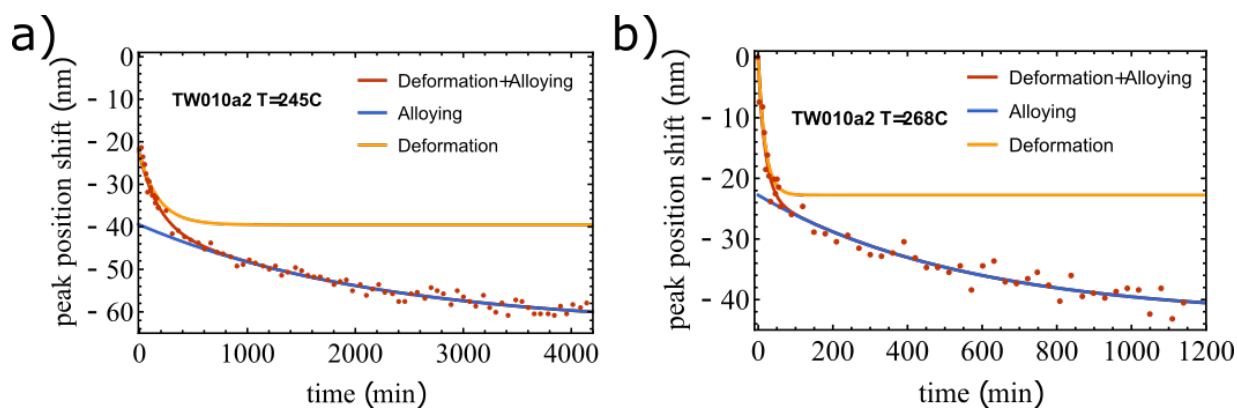 a)
peak position shift (nm)
0
- 10
- 20
- 30
- 40
- 50
- 60
TW010a2 T=245C
Deformation+Alloying
Alloying
Deformation
0 1000 2000 3000 4000
time (min)
b)
peak position shift (nm)
0
- 10
- 20
- 30
- 40
TW010a2 T=268C
Deformation+Alloying
Alloying
Deformation
0 200 400 600 800 1000 1200
time (min)